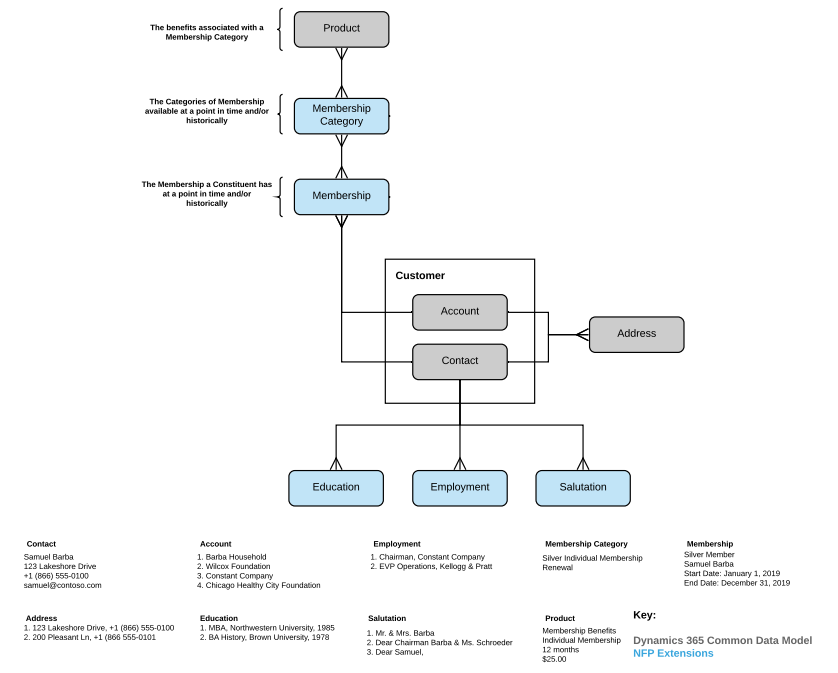 The benefits associated with a
Membership Category
Product
The Categories of Membership
available at a point in time and/or
historically
Membership
Category
The Membership a Constituent has
at a point in time and/or
historically
Membership
Customer
Account
Address
Contact
Education
Employment
Salutation
Contact
Samuel Barba
123 Lakeshore Drive
+1 (866) 555-0100
samuel@contoso.com
Account
1. Barba Household
2. Wilcox Foundation
3. Constant Company
4. Chicago Healthy City Foundation
Employment
1. Chairman, Constant Company
2. EVP Operations, Kellogg & Pratt
Membership Category
Silver Individual Membership
Renewal
Membership
Silver Member
Samuel Barba
Start Date: January 1, 2019
End Date: December 31, 2019
Address
1. 123 Lakeshore Drive, +1 (866) 555-0100
2. 200 Pleasant Ln, +1 (866 555-0101
Education
1. MBA, Northwestern University, 1985
2. BA History, Brown University, 1978
Salutation
1. Mr. & Mrs. Barba
2. Dear Chairman Barba & Ms. Schroeder
3. Dear Samuel,
Product
Membership Benefits
Individual Membership
12 months
$25.00
Key:
Dynamics 365 Common Data Model
NFP Extensions